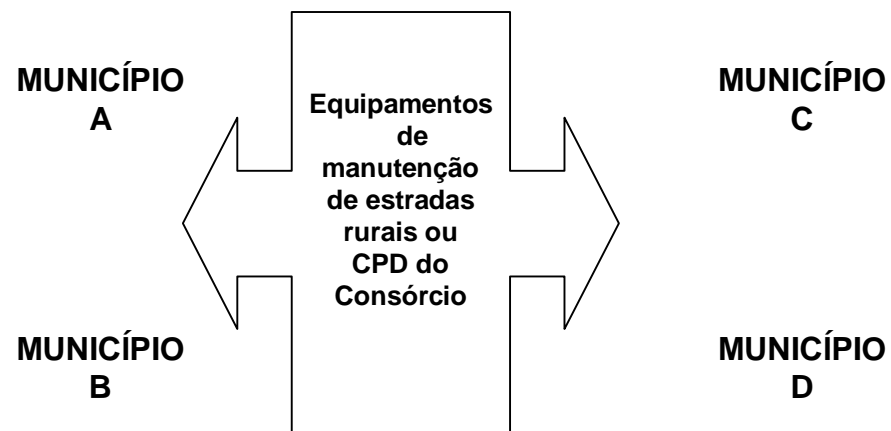 MUNICÍPIO
A
Equipamentos
de
manutenção
de estradas
rurais ou
CPD do
Consórcio
MUNICÍPIO
C
MUNICÍPIO
B
MUNICÍPIO
D